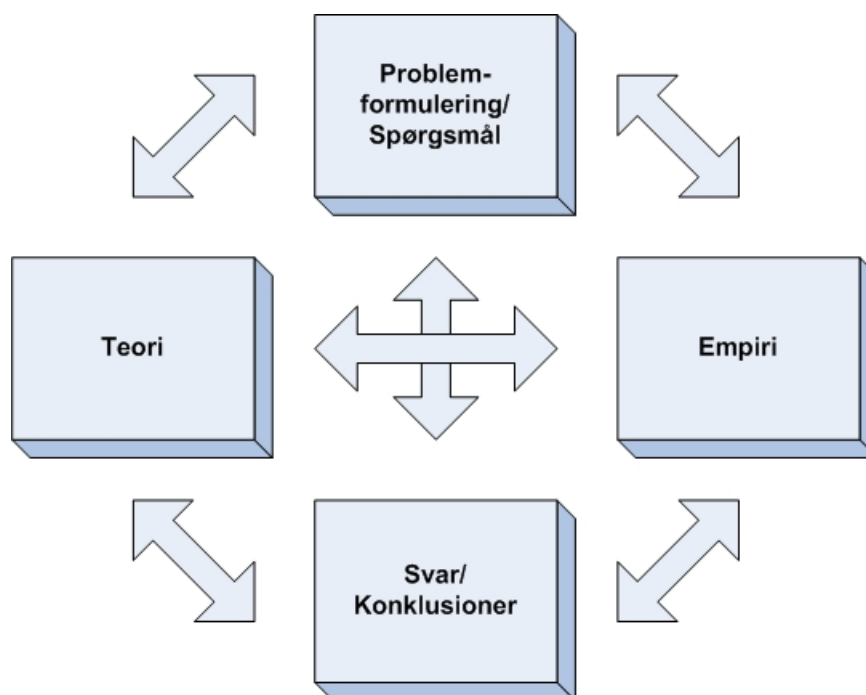 Problem-
formulering/
Spørgsmål
Teori
Empiri
Svar/
Konklusioner